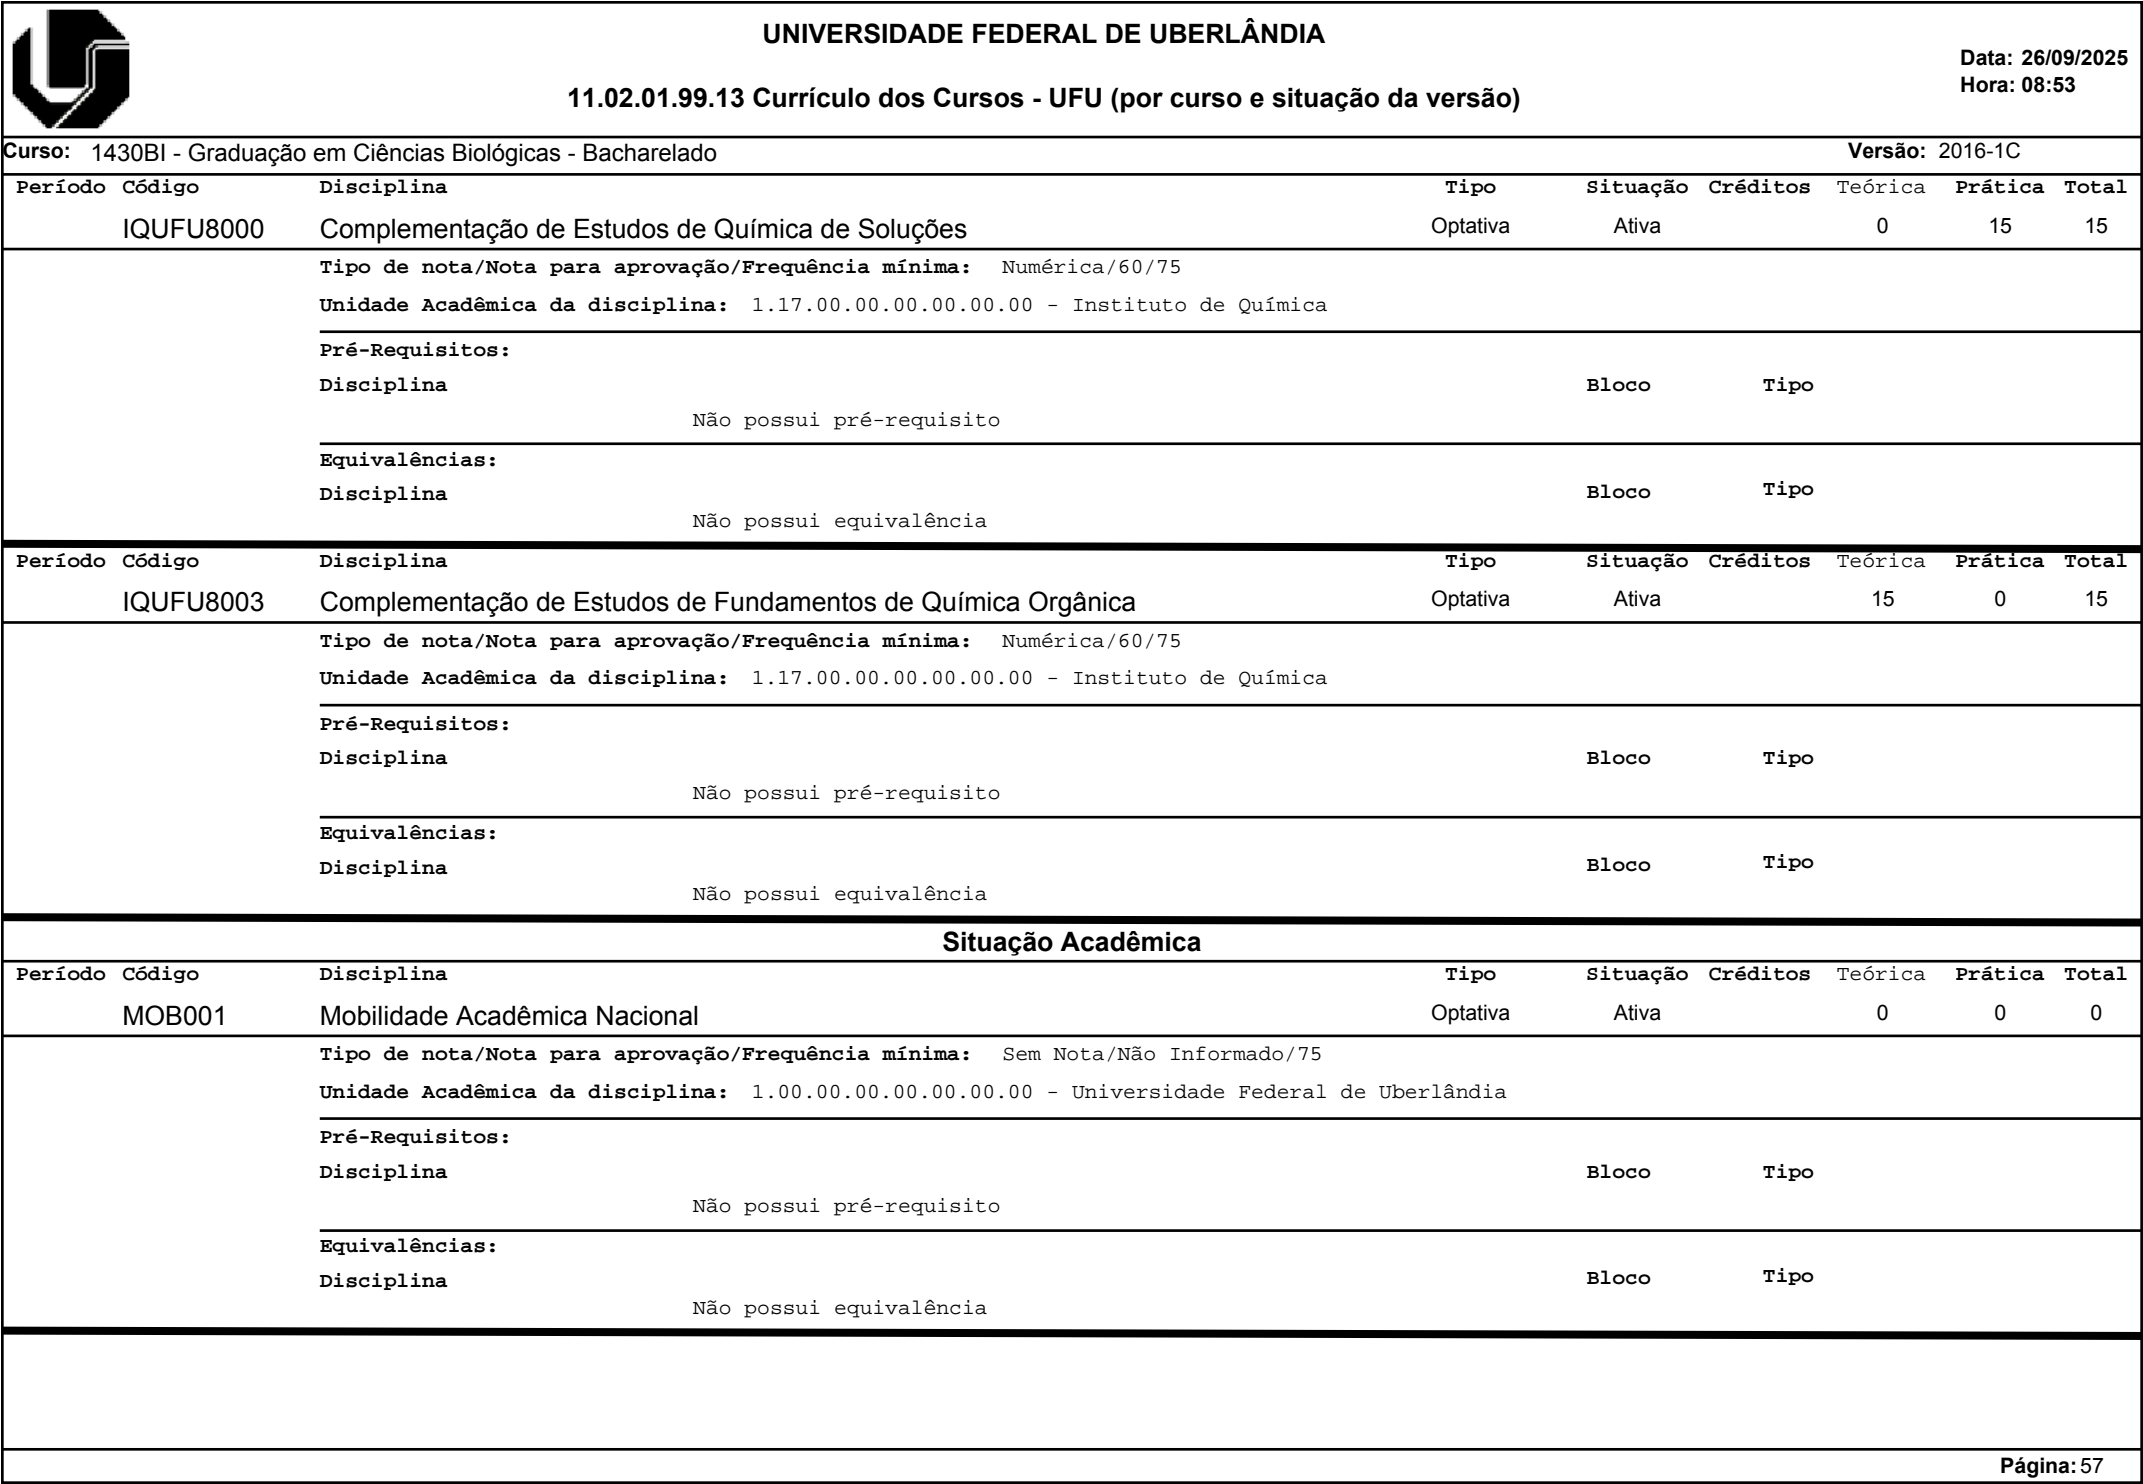 UNIVERSIDADE FEDERAL DE UBERLÂNDIA
Data: 26/09/2025
Hora: 08:53
11.02.01.99.13 Currículo dos Cursos - UFU (por curso e situação da versão)
Curso: 1430BI - Graduação em Ciências Biológicas - Bacharelado Versão: 2016-1C
Período Código Disciplina Tipo Situação Créditos Teórica Prática Total
IQUFU8000 Complementação de Estudos de Química de Soluções Optativa Ativa 0 15 15
Tipo de nota/Nota para aprovação/Frequência mínima: Numérica/60/75
Unidade Acadêmica da disciplina: 1.17.00.00.00.00.00.00 - Instituto de Química
Pré-Requisitos:
Disciplina Bloco Tipo
Não possui pré-requisito
Equivalências:
Disciplina Bloco Tipo
Não possui equivalência
Período Código Disciplina Tipo Situação Créditos Teórica Prática Total
IQUFU8003 Complementação de Estudos de Fundamentos de Química Orgânica Optativa Ativa 15 0 15
Tipo de nota/Nota para aprovação/Frequência mínima: Numérica/60/75
Unidade Acadêmica da disciplina: 1.17.00.00.00.00.00.00 - Instituto de Química
Pré-Requisitos:
Disciplina Bloco Tipo
Não possui pré-requisito
Equivalências:
Disciplina Bloco Tipo
Não possui equivalência
Situação Acadêmica
Período Código Disciplina Tipo Situação Créditos Teórica Prática Total
MOB001 Mobilidade Acadêmica Nacional Optativa Ativa 0 0 0
Tipo de nota/Nota para aprovação/Frequência mínima: Sem Nota/Não Informado/75
Unidade Acadêmica da disciplina: 1.00.00.00.00.00.00.00 - Universidade Federal de Uberlândia
Pré-Requisitos:
Disciplina Bloco Tipo
Não possui pré-requisito
Equivalências:
Disciplina Bloco Tipo
Não possui equivalência
Página: 57